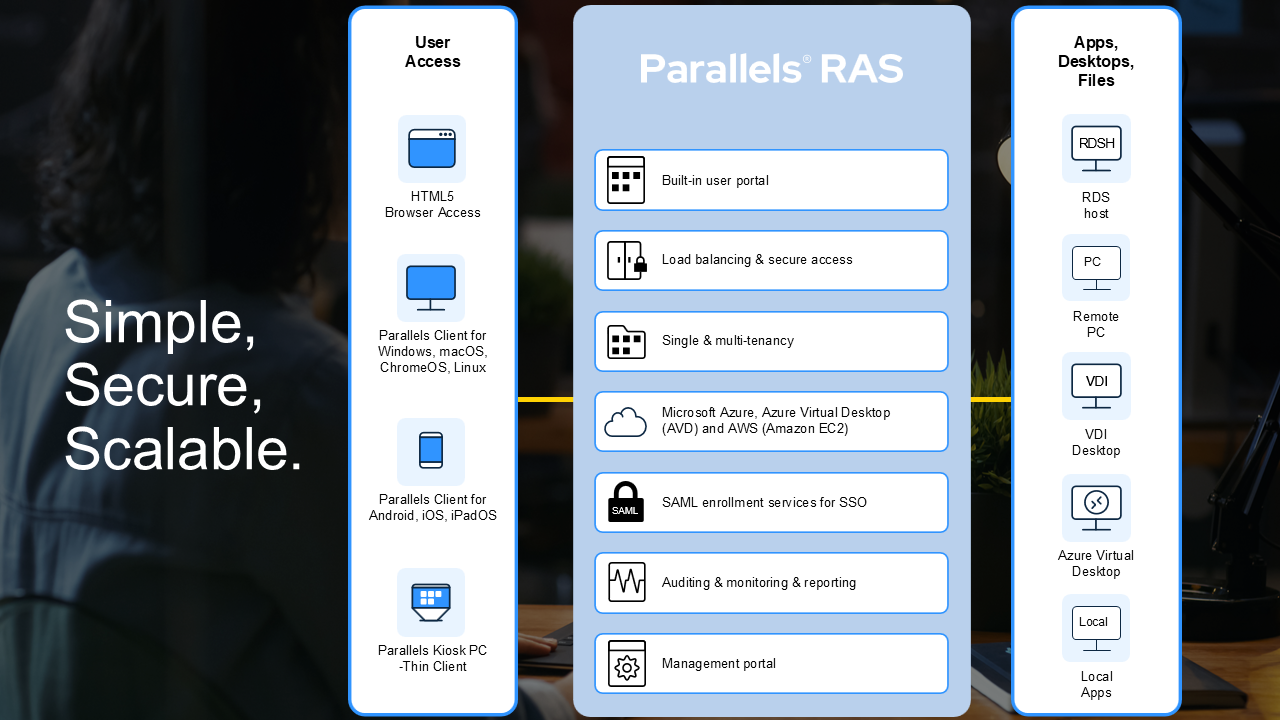 Simple,
Secure,
Scalable.
User
Access
HTML5
Browser Access
Parallels Client for
Windows, macOS,
ChromeOS, Linux
Parallels Client for
Android, iOS, iPadOS
Parallels Kiosk PC
-Thin Client
Parallels® RAS
Built-in user portal
Load balancing & secure access
Single & multi-tenancy
Microsoft Azure, Azure Virtual Desktop
(AVD) and AWS (Amazon EC2)
SAML
SAML enrollment services for SSO
Auditing & monitoring & reporting
Management portal
Apps,
Desktops,
Files
RDSH
RDS
host
PC
Remote
PC
VDI
VDI
Desktop
Azure Virtual
Desktop
Local
Local
Apps